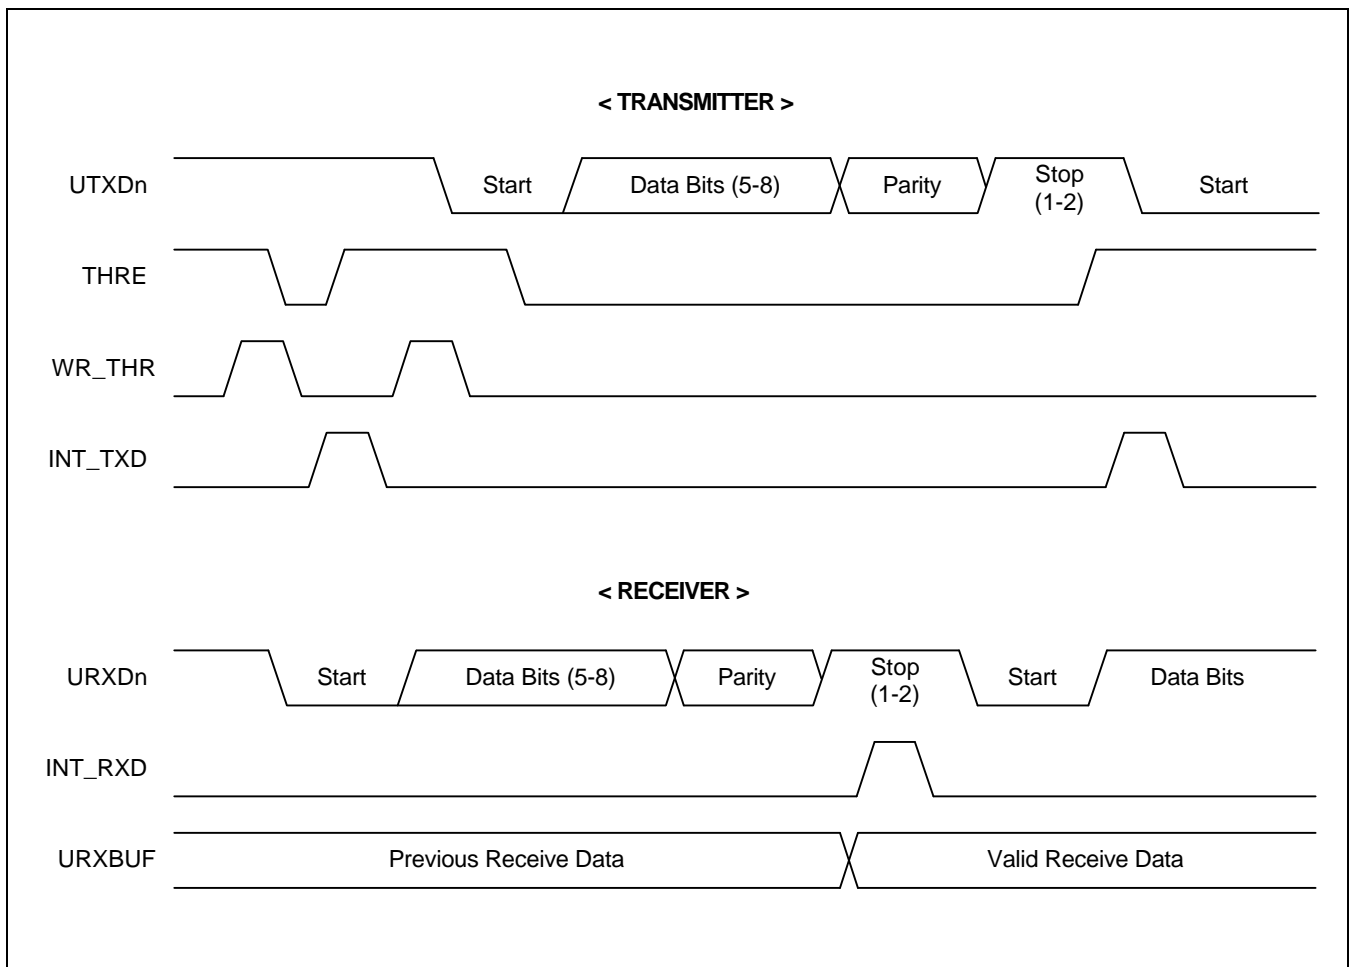 < TRANSMITTER >
UTXDn
Start
Data Bits (5-8)
Parity
Stop
(1-2)
Start
THRE
WR_THR
INT_TXD
< RECEIVER >
URXDn
Start
Data Bits (5-8)
Parity
Stop
(1-2)
Start
Data Bits
INT_RXD
URXBUF
Previous Receive Data
Valid Receive Data